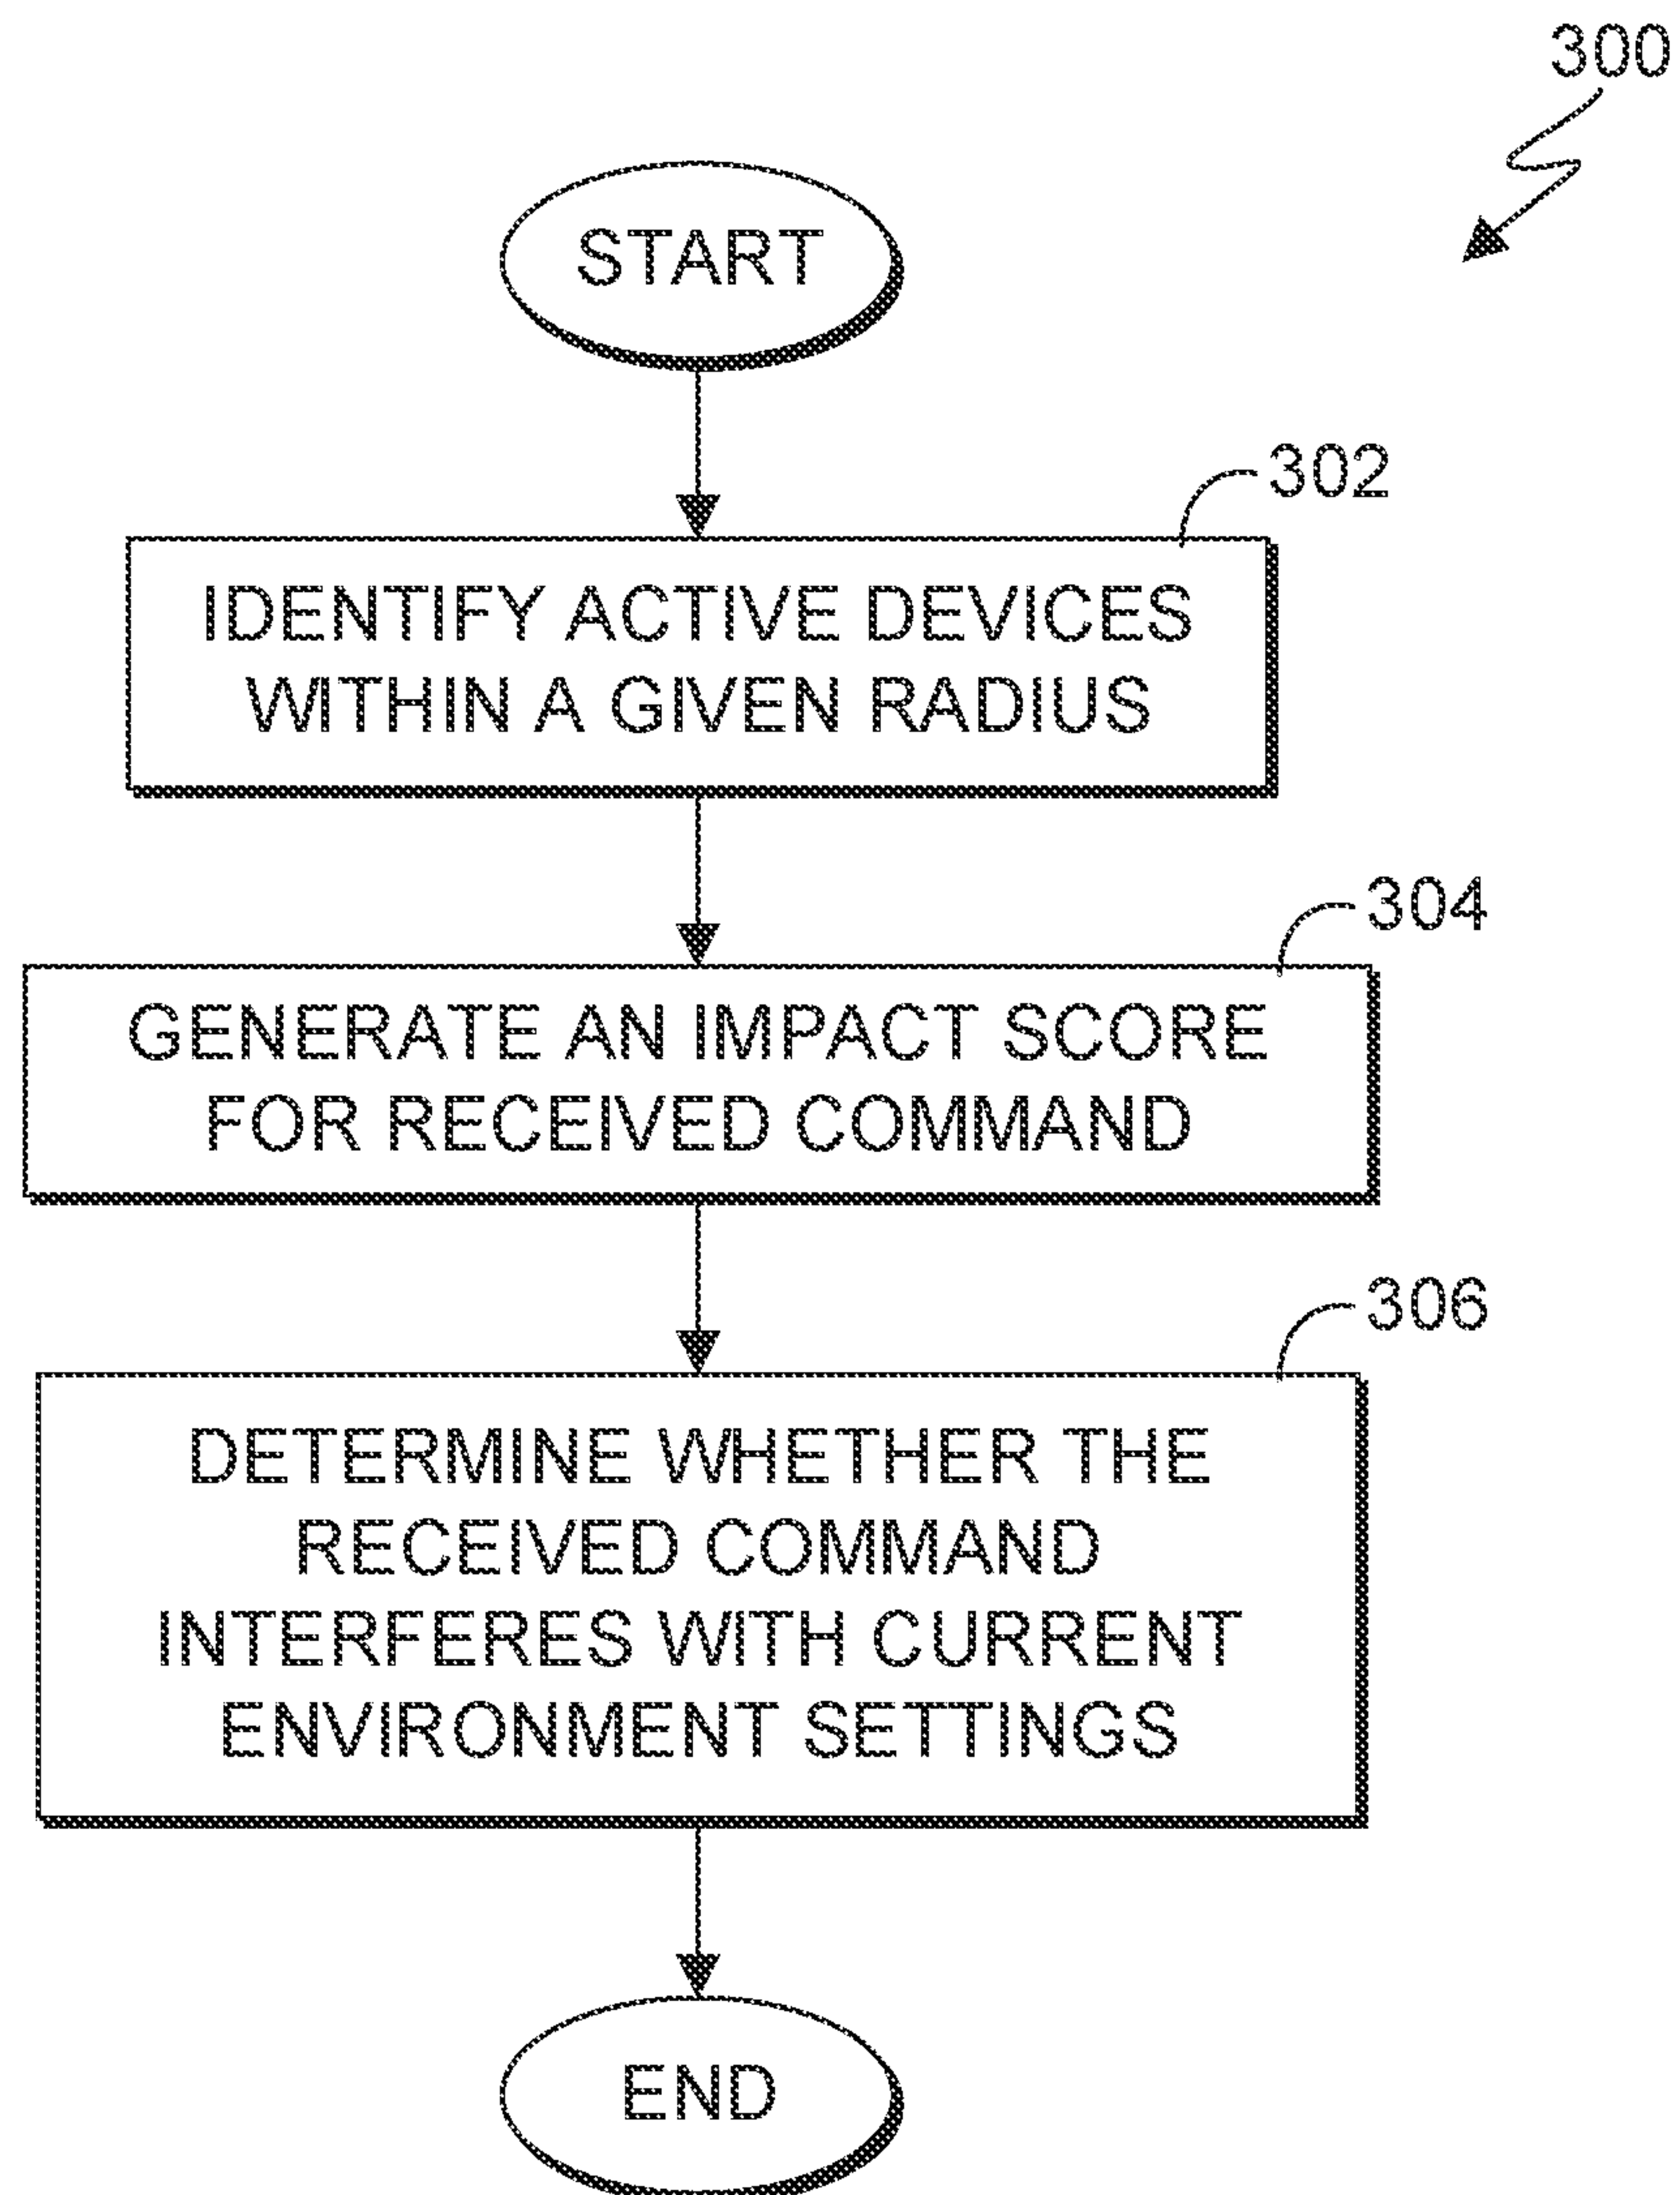 300
START
302
IDENTIFY ACTIVE DEVICES
WITHIN A GIVEN RADIUS
304
GENERATE AN IMPACT SCORE
FOR RECEIVED COMMAND
306
DETERMINE WHETHER THE
RECEIVED COMMAND
INTERFERES WITH CURRENT
ENVIRONMENT SETTINGS
END